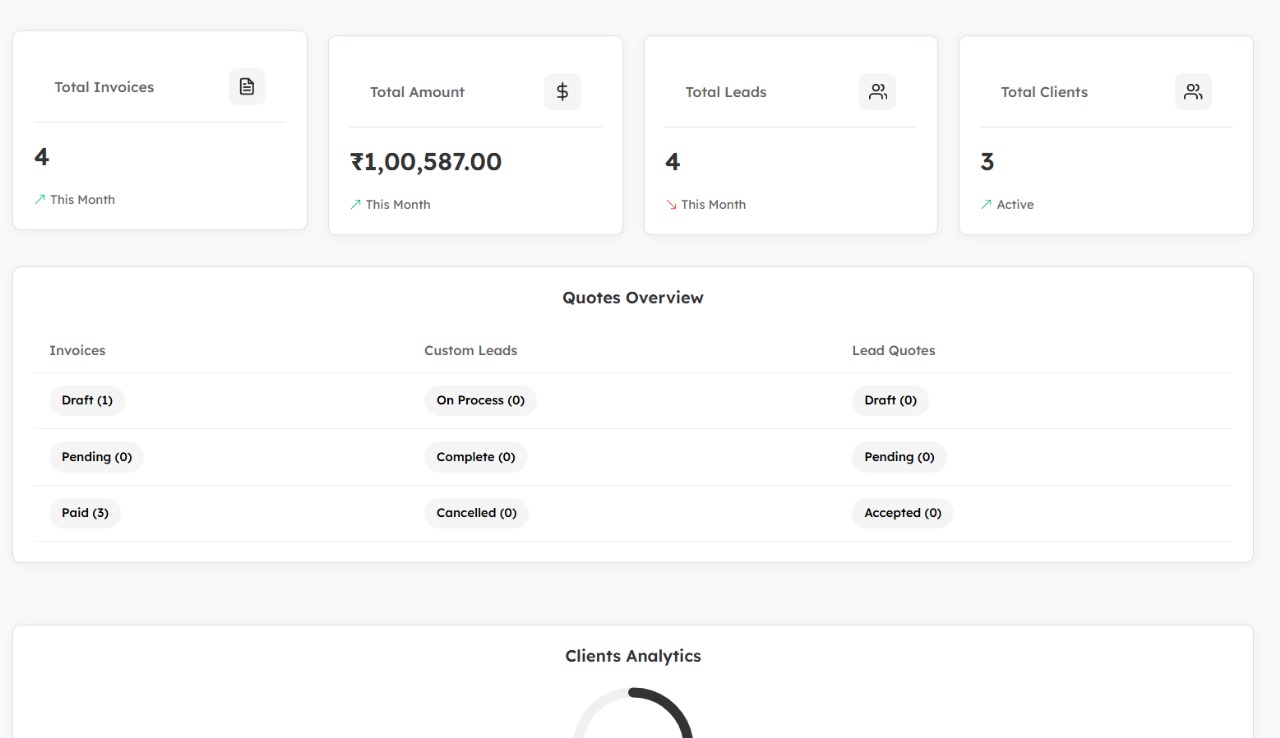 Total Invoices
4
This Month
Total Amount
₹1,00,587.00
This Month
Total Leads
4
This Month
Total Clients
3
Active
Quotes Overview
Invoices Custom Leads Lead Quotes
Draft (1) On Process (0) Draft (0)
Pending (0) Complete (0) Pending (0)
Paid (3) Cancelled (0) Accepted (0)
Clients Analytics